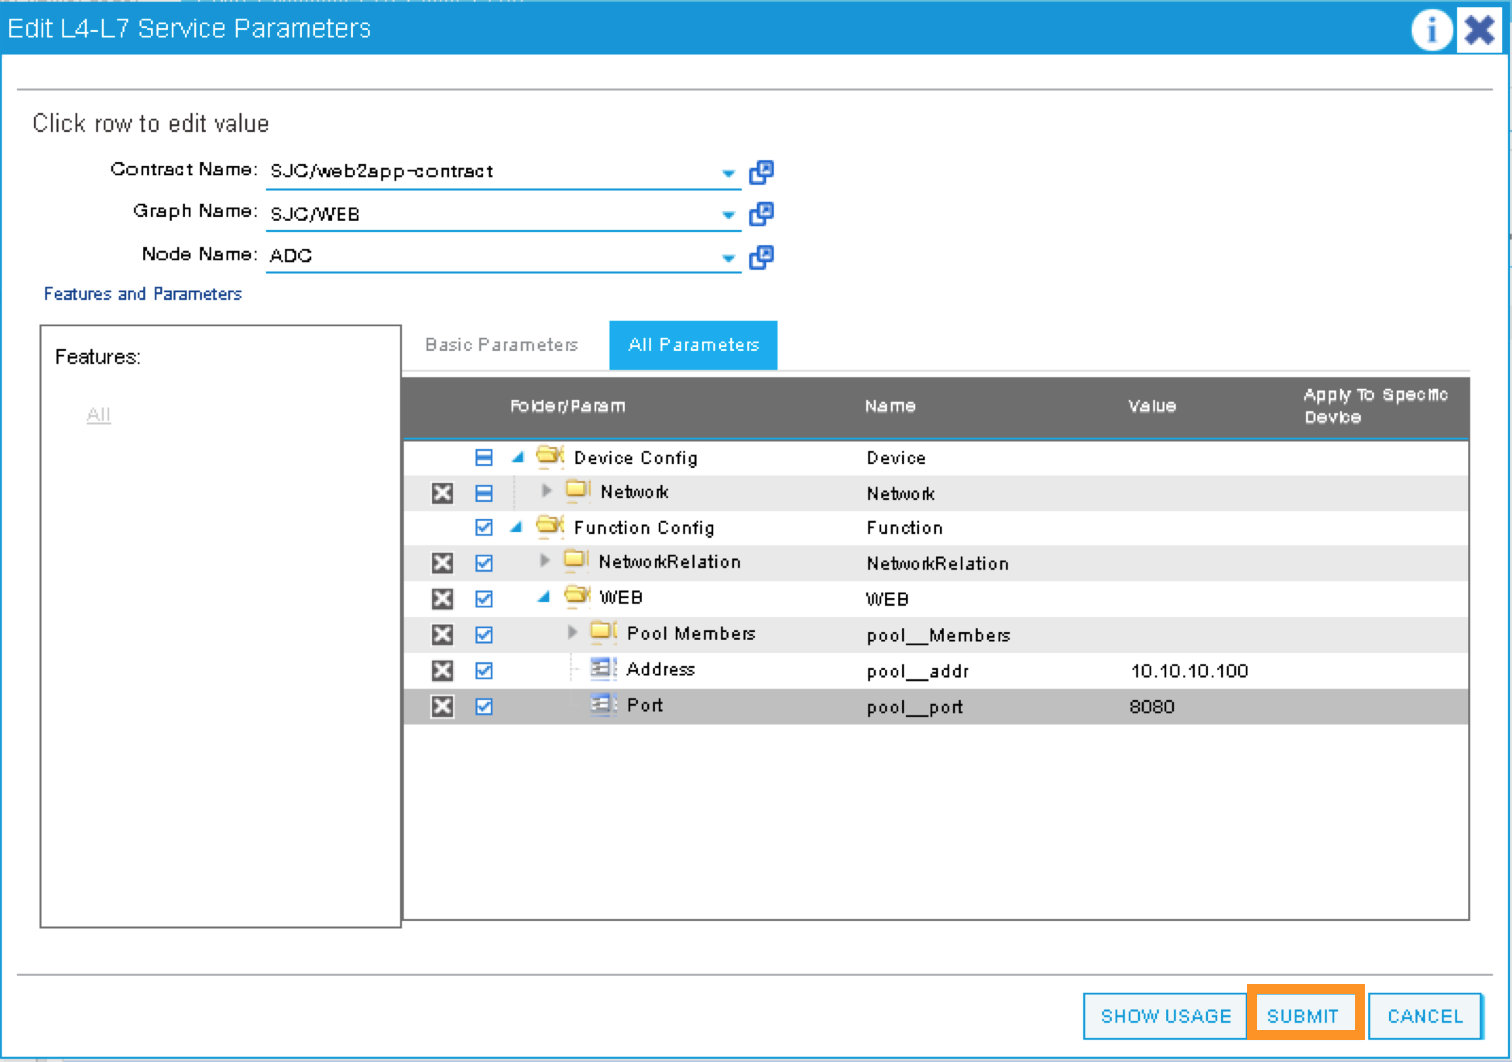 Edit L4-L7 Service Parameters
i
Click row to edit value
Contract Name: SJC/web2app-contract
Graph Name: SJC/WEB
Node Name: ADC
Features and Parameters
Features:
All
Basic Parameters All Parameters
Folder/Param Name Value Apply To Specific Device
Device Config Device
Network Network
Function Config Function
NetworkRelation NetworkRelation
WEB WEB
Pool Members pool__Members
Address pool__addr 10.10.10.100
Port pool__port 8080
SHOW USAGE SUBMIT CANCEL